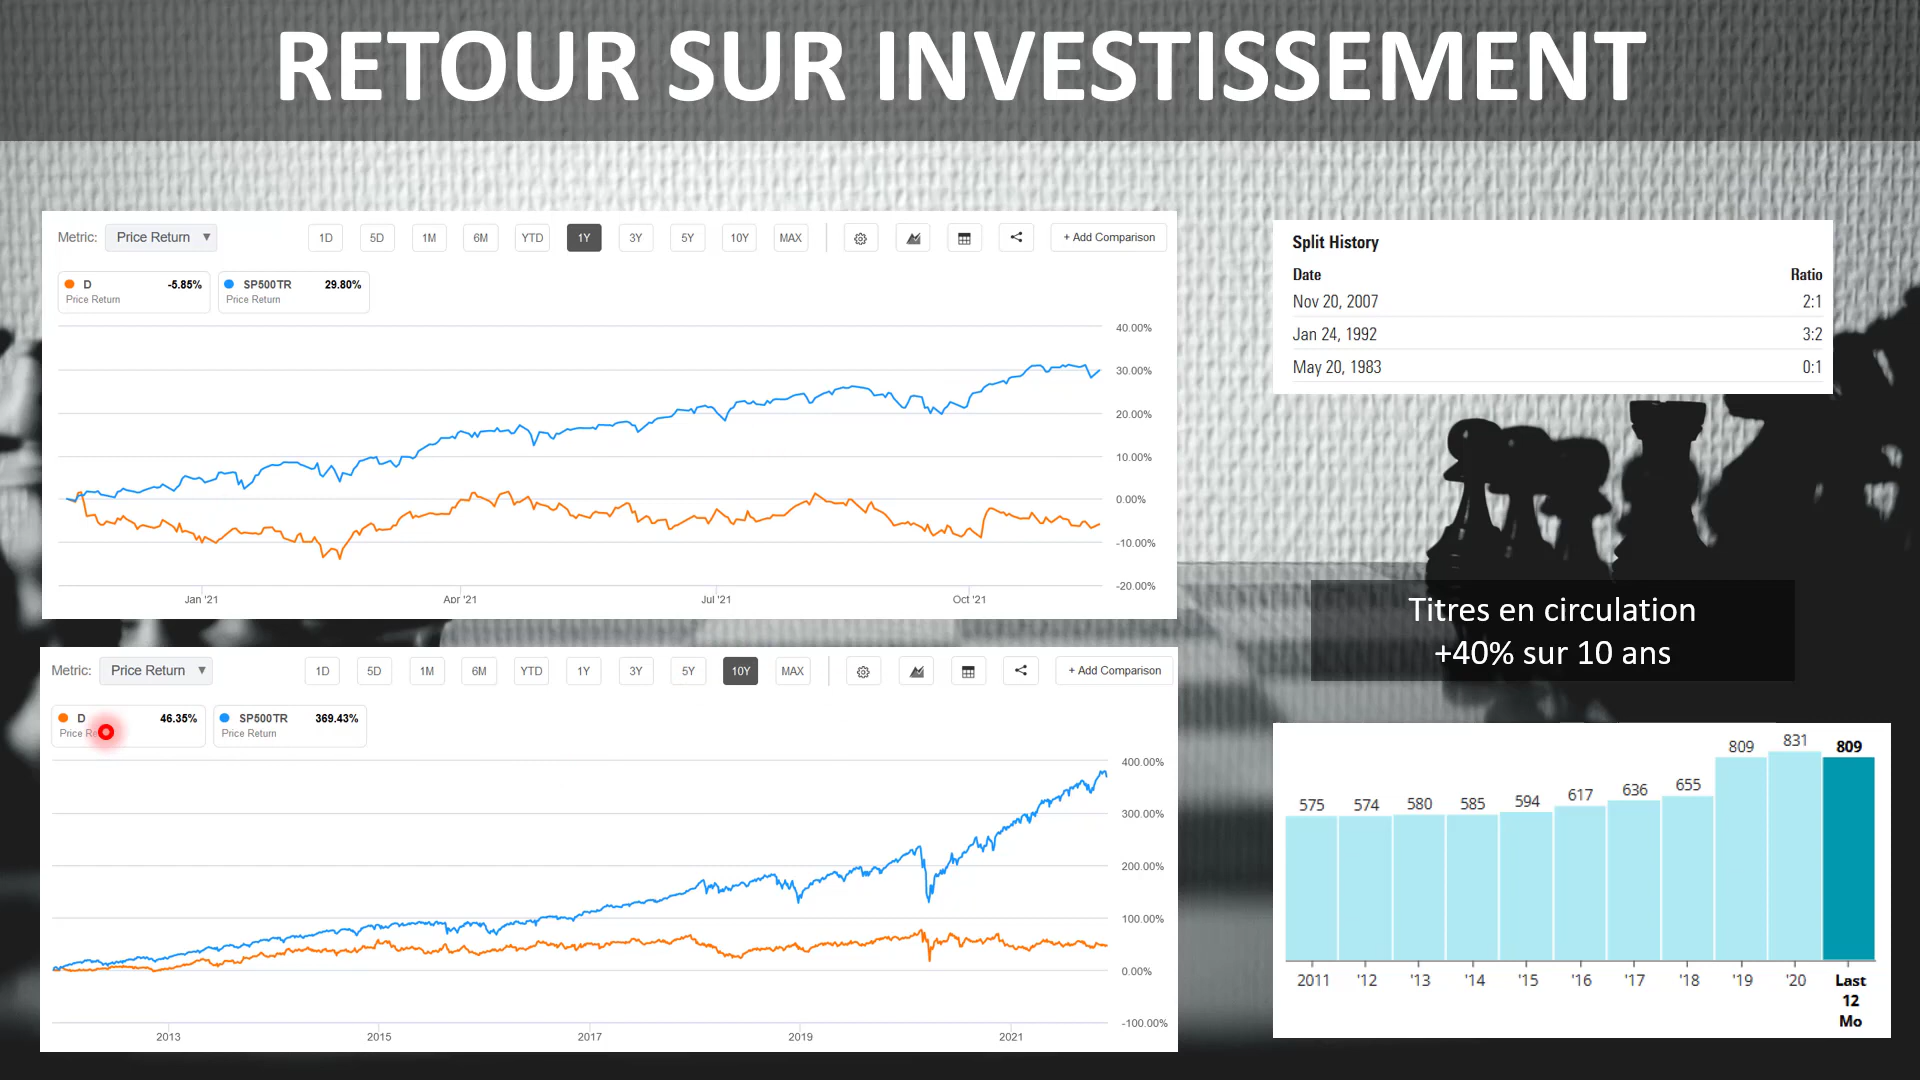 RETOUR SUR INVESTISSEMENT
Metric: Price Return ▼ 1D 5D 1M 6M YTD 1Y 3Y 5Y 10Y MAX + Add Comparison
D -5.85% SP500TR 29.80%
Price Return Price Return
40.00%
30.00%
20.00%
10.00%
0.00%
-10.00%
-20.00%
Jan '21 Apr '21 Jul '21 Oct '21
Metric: Price Return ▼ 1D 5D 1M 6M YTD 1Y 3Y 5Y 10Y MAX + Add Comparison
D 46.35% SP500TR 369.43%
Price Re Price Return
400.00%
300.00%
200.00%
100.00%
0.00%
-100.00%
2013 2015 2017 2019 2021
Split History
Date Ratio
Nov 20, 2007 2:1
Jan 24, 1992 3:2
May 20, 1983 0:1
Titres en circulation
+40% sur 10 ans
575 574 580 585 594 617 636 655 809 831 809
2011 '12 '13 '14 '15 '16 '17 '18 '19 '20 Last
12
Mo